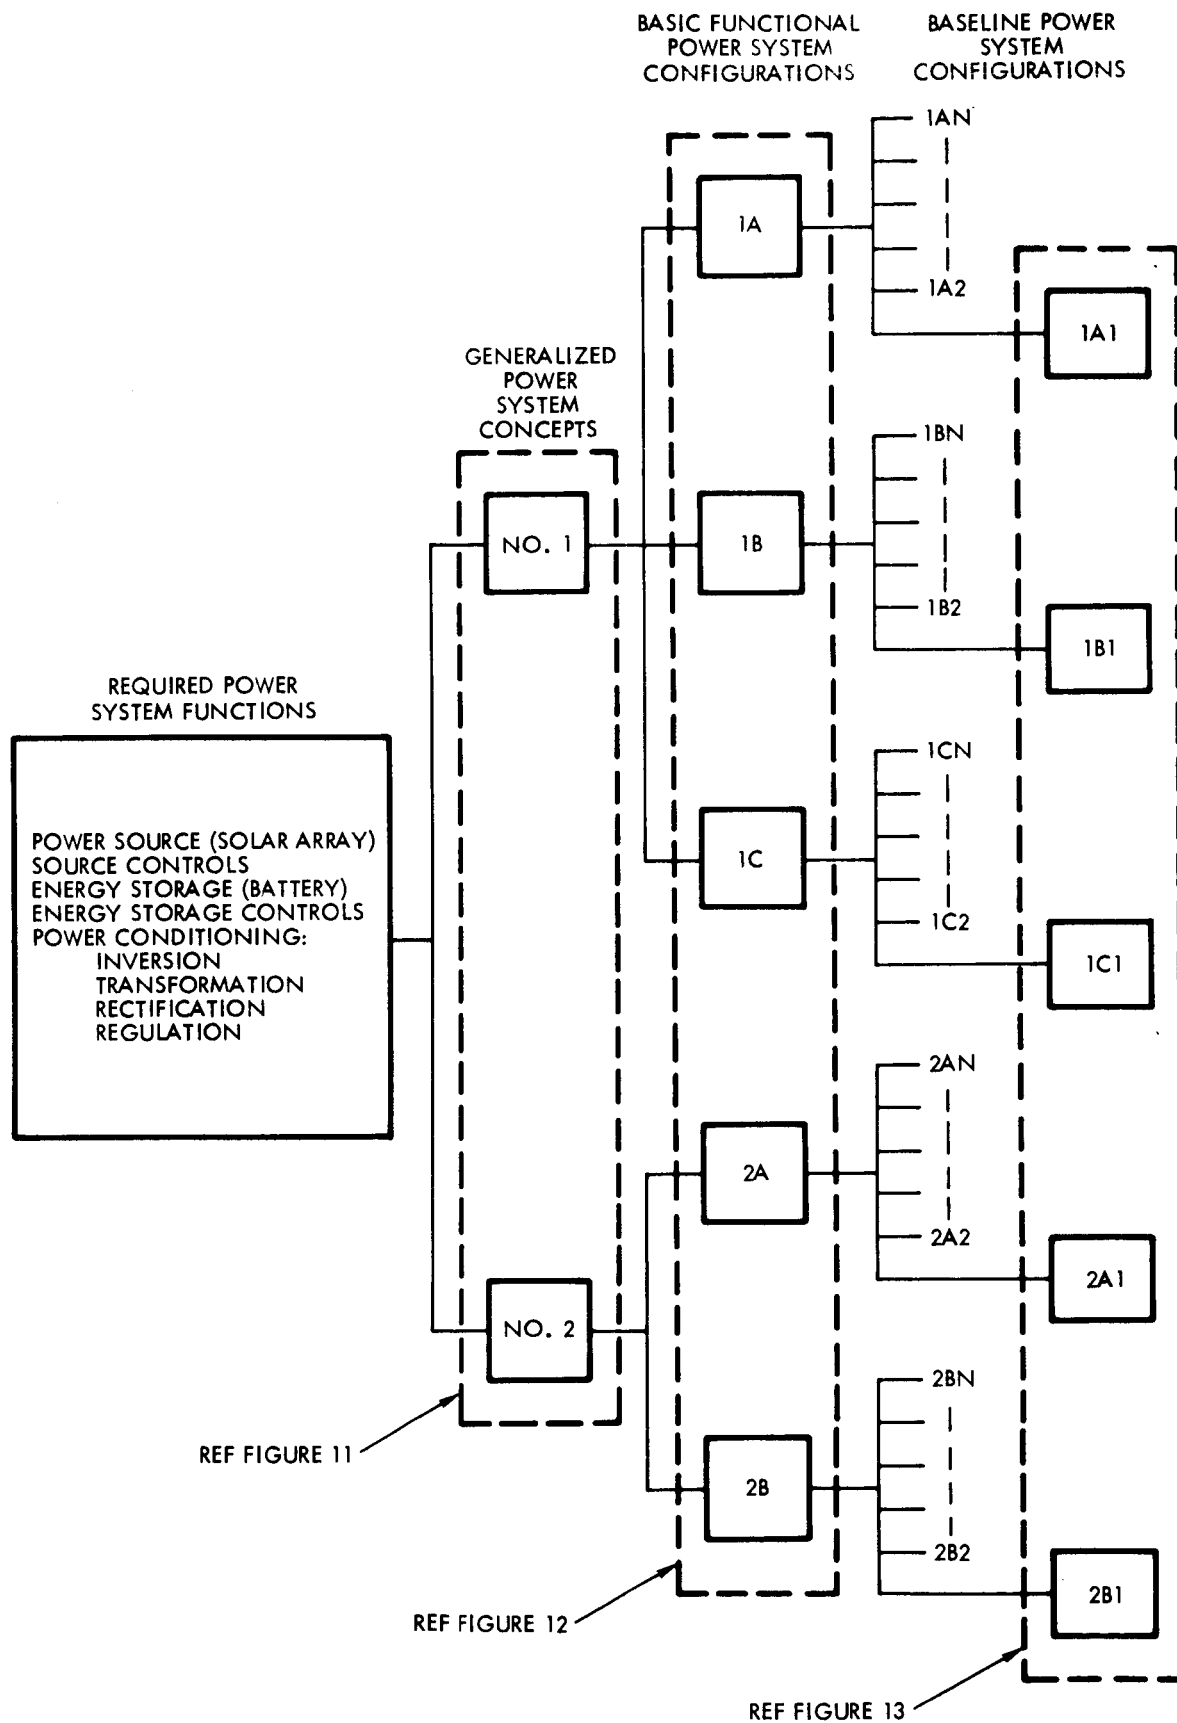 BASIC FUNCTIONAL
POWER SYSTEM
CONFIGURATIONS
BASELINE POWER
SYSTEM
CONFIGURATIONS
1AN
1A
1A2
1A1
GENERALIZED
POWER
SYSTEM
CONCEPTS
1BN
NO. 1
1B
1B2
1B1
REQUIRED POWER
SYSTEM FUNCTIONS
POWER SOURCE (SOLAR ARRAY)
SOURCE CONTROLS
ENERGY STORAGE (BATTERY)
ENERGY STORAGE CONTROLS
POWER CONDITIONING:
INVERSION
TRANSFORMATION
RECTIFICATION
REGULATION
1CN
1C
1C2
1C1
2AN
2A
2A2
2A1
NO. 2
2BN
REF FIGURE 11
2B
2B2
2B1
REF FIGURE 12
REF FIGURE 13